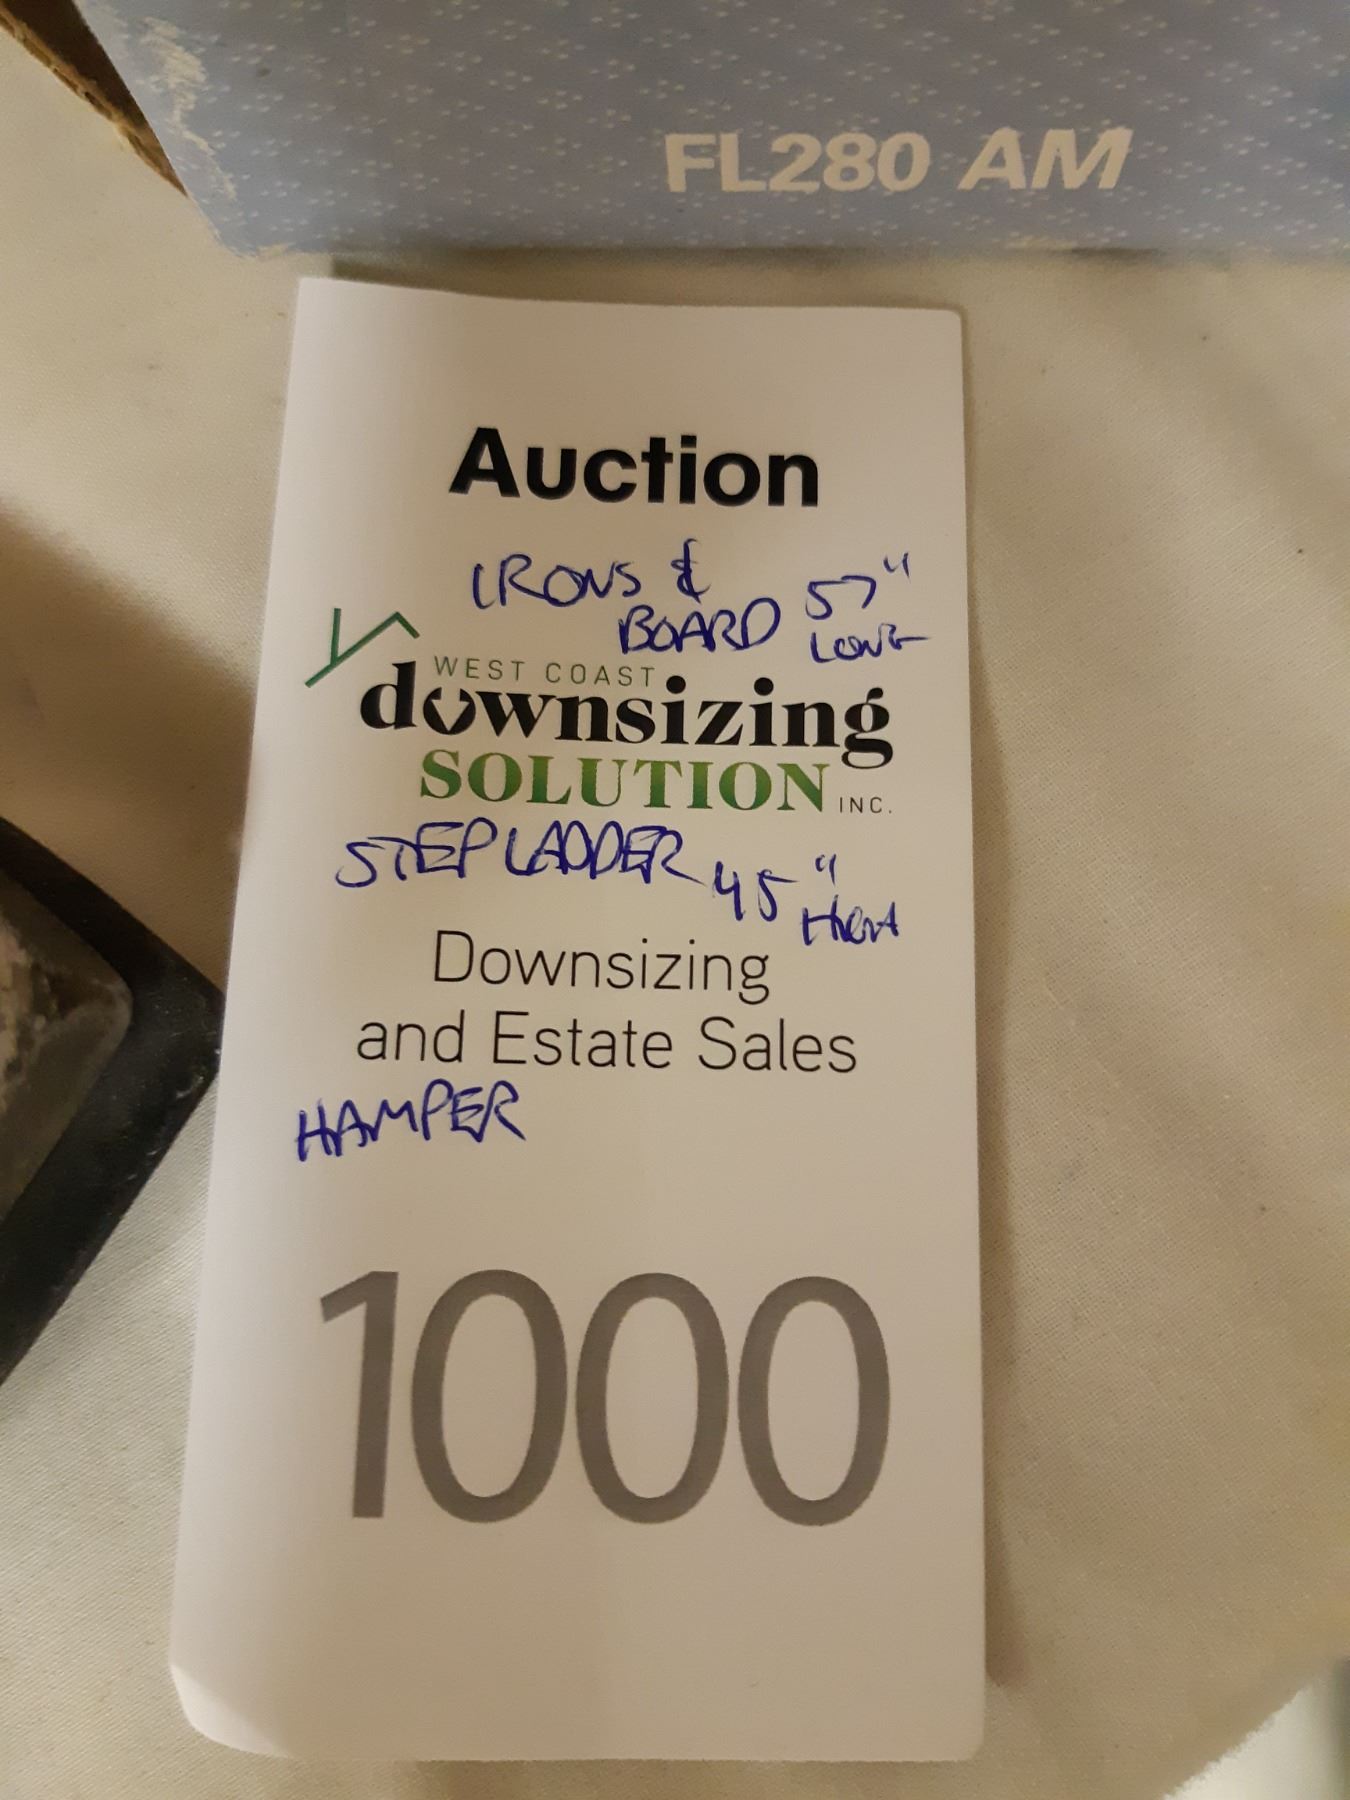 FL280 AM
Auction
IRONS &
BOARD 57"
LONG
WEST COAST
downsizing
SOLUTION INC.
STEPLADDER 45"
Downsizing
and Estate Sales
HAMPER
1000